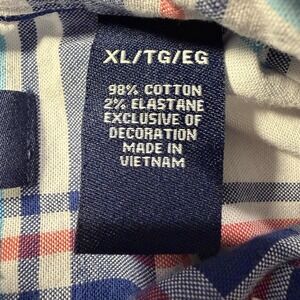 XL/TG/EG
98% COTTON
2% ELASTANE
EXCLUSIVE OF
DECORATION
MADE IN
VIETNAM